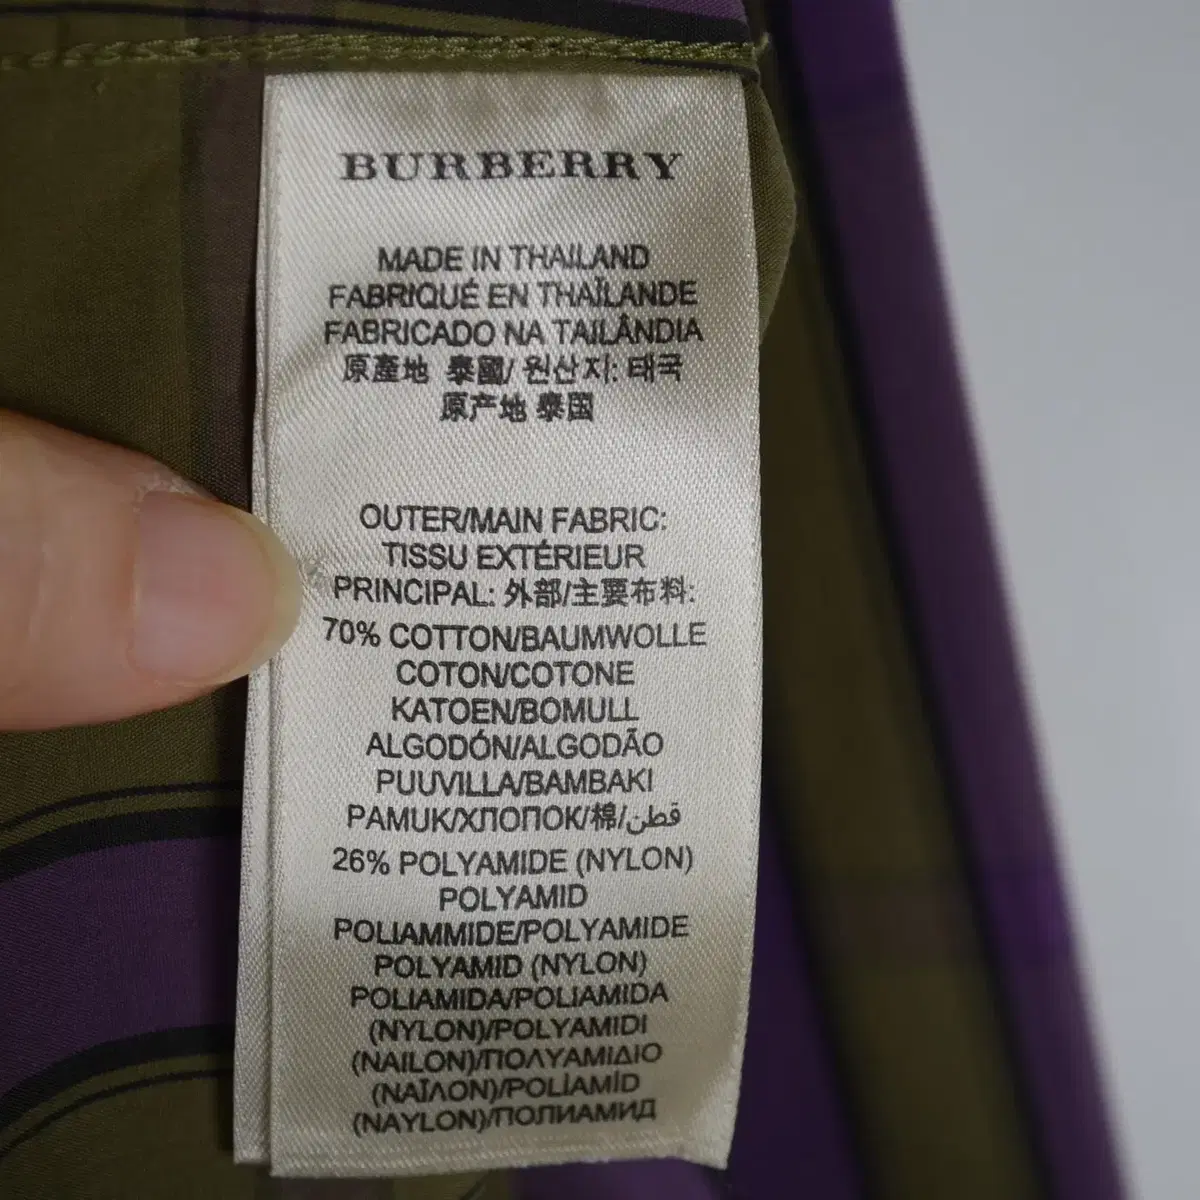 BURBERRY
MADE IN THAILAND
FABRIQUÉ EN THAÏLANDE
FABRICADO NA TAILÂNDIA
原產地 泰國/ 원산지: 태국
原产地 泰国
OUTER/MAIN FABRIC:
TISSU EXTÉRIEUR
PRINCIPAL: 外部/主要布料:
70% COTTON/BAUMWOLLE
COTON/COTONE
KATOEN/BOMULL
ALGODÓN/ALGODÃO
PUUVILLA/BAMBAKI
PAMUK/ХЛОПОК/棉/قطن
26% POLYAMIDE (NYLON)
POLYAMID
POLIAMMIDE/POLYAMIDE
POLYAMID (NYLON)
POLIAMIDA/POLIAMIDA
(NYLON)/POLYAMIDI
(NAILON)/ΠΟΛΥΑΜΙΔΙΟ
(ΝΑΪΛΟΝ)/POLİAMİD
(NAYLON)/ПОЛИАМИД